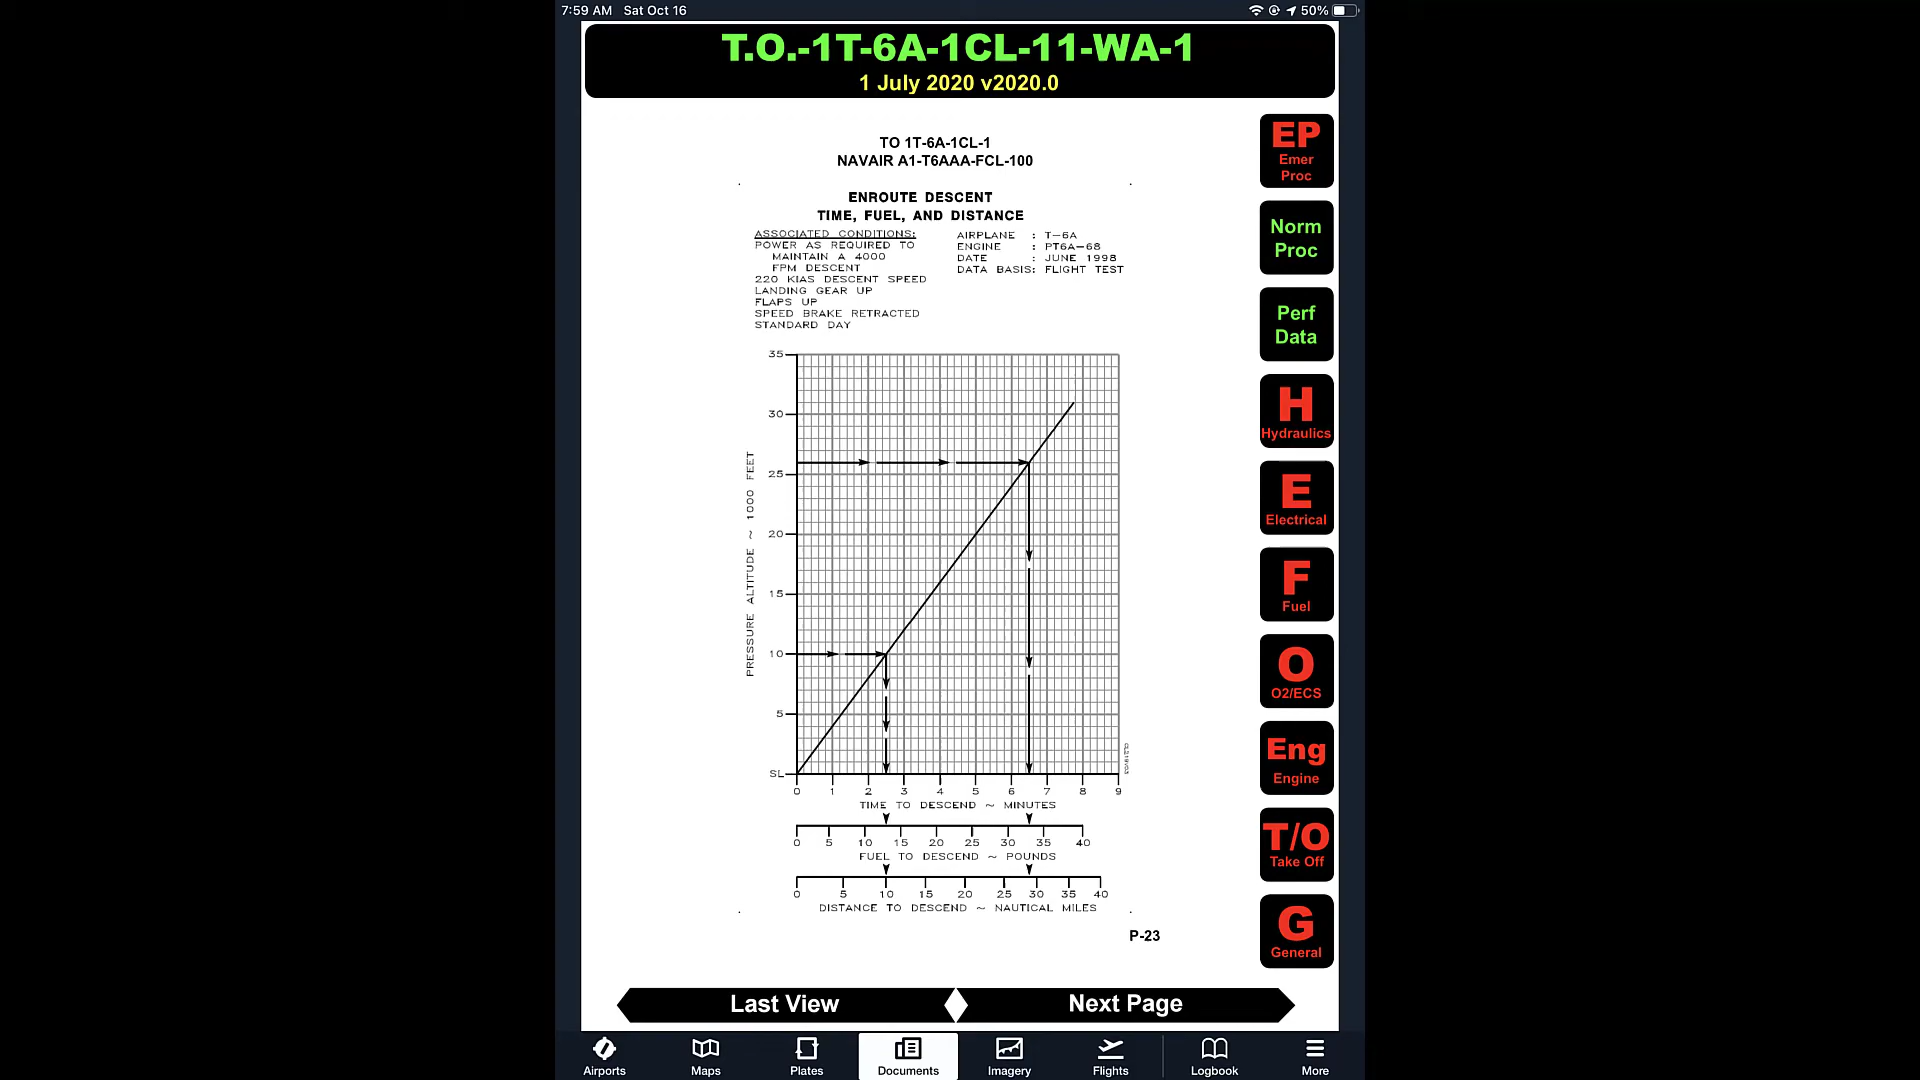 7:59 AM Sat Oct 16 50%
T.O.-1T-6A-1CL-11-WA-1
1 July 2020 v2020.0
TO 1T-6A-1CL-1
NAVAIR A1-T6AAA-FCL-100
ENROUTE DESCENT
TIME, FUEL, AND DISTANCE
ASSOCIATED CONDITIONS:
POWER AS REQUIRED TO
MAINTAIN A 4000
FPM DESCENT
220 KIAS DESCENT SPEED
LANDING GEAR UP
FLAPS UP
SPEED BRAKE RETRACTED
STANDARD DAY
AIRPLANE : T-6A
ENGINE : PT6A-68
DATE : JUNE 1998
DATA BASIS: FLIGHT TEST
PRESSURE ALTITUDE ~ 1000 FEET
35
30
25
20
15
10
5
SL
0 1 2 3 4 5 6 7 8 9
TIME TO DESCEND ~ MINUTES
0 5 10 15 20 25 30 35 40
FUEL TO DESCEND ~ POUNDS
0 5 10 15 20 25 30 35 40
DISTANCE TO DESCEND ~ NAUTICAL MILES
P-23
EP
Emer
Proc
Norm
Proc
Perf
Data
H
Hydraulics
E
Electrical
F
Fuel
O
O2/ECS
Eng
Engine
T/O
Take Off
G
General
Last View
Next Page
Airports
Maps
Plates
Documents
Imagery
Flights
Logbook
More